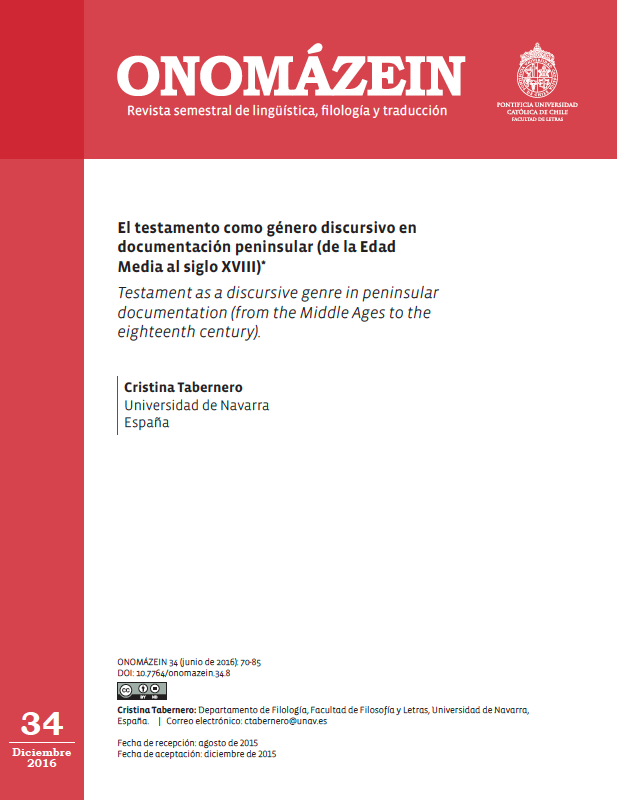 ONOMÁZEIN
Revista semestral de lingüística, filología y traducción
PONTIFICIA UNIVERSIDAD
CATÓLICA DE CHILE
FACULTAD DE LETRAS
El testamento como género discursivo en
documentación peninsular (de la Edad
Media al siglo XVIII)*
Testament as a discursive genre in peninsular
documentation (from the Middle Ages to the
eighteenth century).
Cristina Tabernero
Universidad de Navarra
España
ONOMÁZEIN 34 (junio de 2016): 70-85
DOI: 10.7764/onomazein.34.8
cc
BY ND
Cristina Tabernero: Departamento de Filología, Facultad de Filosofía y Letras, Universidad de Navarra,
España. | Correo electrónico: ctabernero@unav.es
Fecha de recepción: agosto de 2015
Fecha de aceptación: diciembre de 2015
34
Diciembre
2016